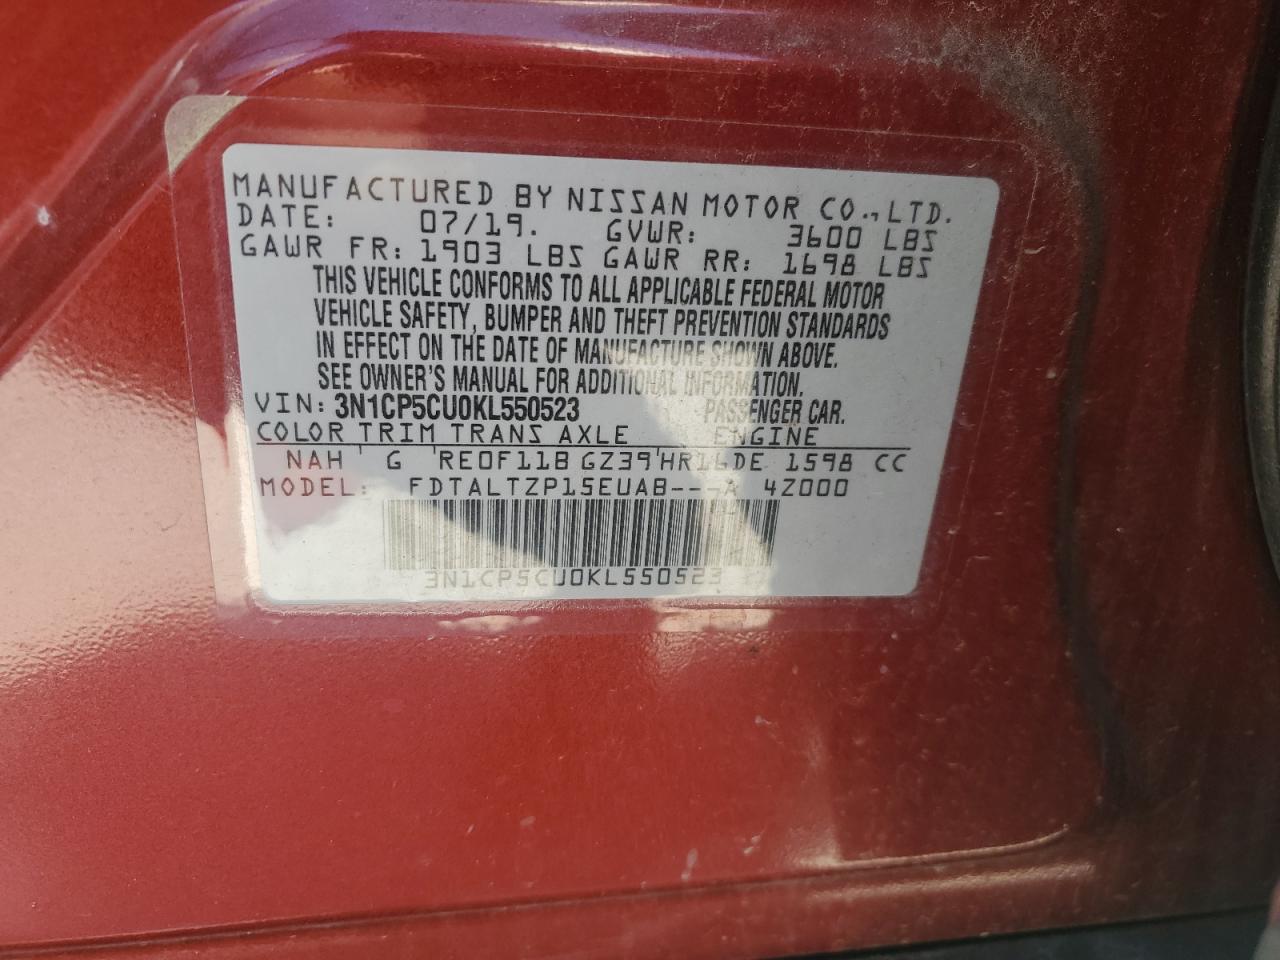 MANUFACTURED BY NISSAN MOTOR CO., LTD.
DATE: 07/19. GVWR: 3600 LBS
GAWR FR: 1903 LBS GAWR RR: 1698 LBS
THIS VEHICLE CONFORMS TO ALL APPLICABLE FEDERAL MOTOR
VEHICLE SAFETY, BUMPER AND THEFT PREVENTION STANDARDS
IN EFFECT ON THE DATE OF MANUFACTURE SHOWN ABOVE.
SEE OWNER'S MANUAL FOR ADDITIONAL INFORMATION.
VIN: 3N1CP5CU0KL550523 PASSENGER CAR.
COLOR TRIM TRANS AXLE ENGINE
NAH G RE0F11B GZ39 HR16DE 1598 CC
MODEL: FDTALTZP15EUAB---A 4Z000
3N1CP5CU0KL550523